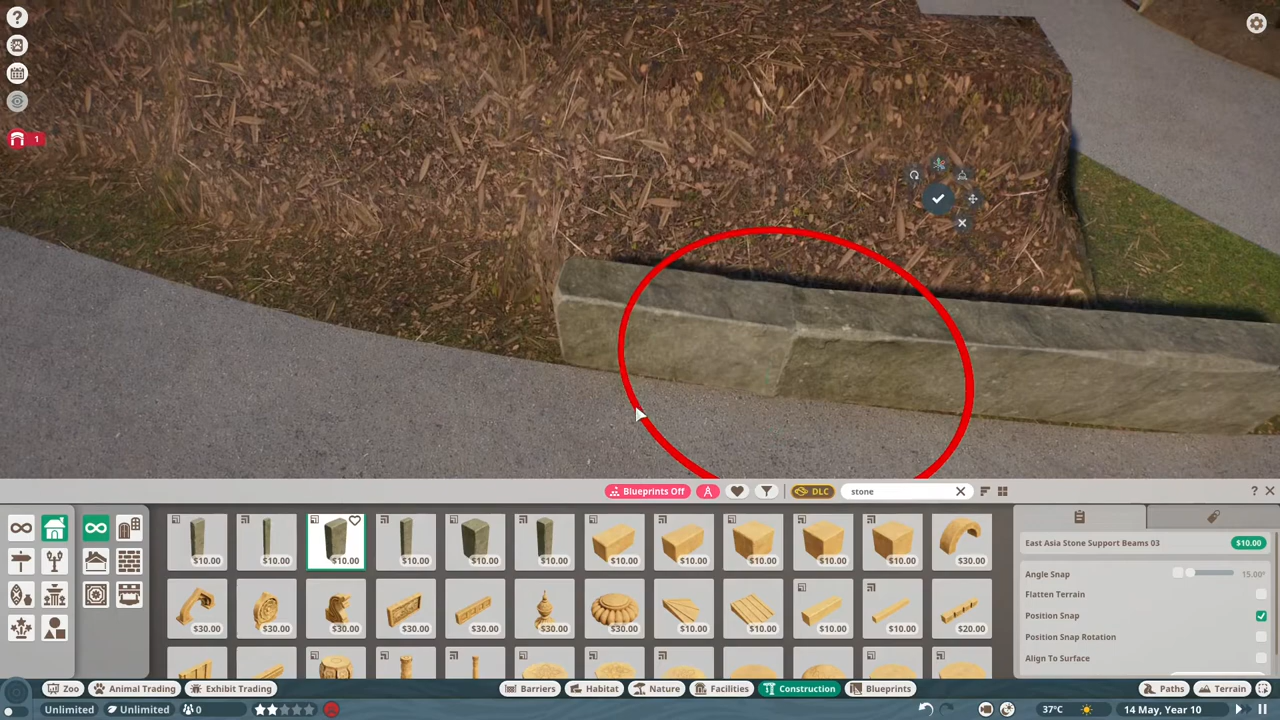 ?
1
Blueprints Off
DLC
stone
?
$10.00 $10.00 $10.00 $10.00 $10.00 $10.00 $10.00 $10.00 $10.00 $10.00 $10.00 $30.00
$30.00 $30.00 $30.00 $30.00 $30.00 $30.00 $30.00 $10.00 $10.00 $10.00 $10.00 $20.00
East Asia Stone Support Beams 03 $10.00
Angle Snap 15.00°
Flatten Terrain
Position Snap
Position Snap Rotation
Align To Surface
Zoo Animal Trading Exhibit Trading Barriers Habitat Nature Facilities Construction Blueprints Paths Terrain
Unlimited Unlimited 0 37°C 14 May, Year 10